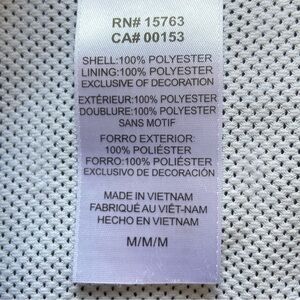 RN# 15763
CA# 00153
SHELL:100% POLYESTER
LINING:100% POLYESTER
EXCLUSIVE OF DECORATION
EXTÉRIEUR:100% POLYESTER
DOUBLURE:100% POLYESTER
SANS MOTIF
FORRO EXTERIOR:
100% POLIÉSTER
FORRO:100% POLIÉSTER
EXCLUSIVO DE DECORACIÓN
MADE IN VIETNAM
FABRIQUÉ AU VIÊT-NAM
HECHO EN VIETNAM
M/M/M